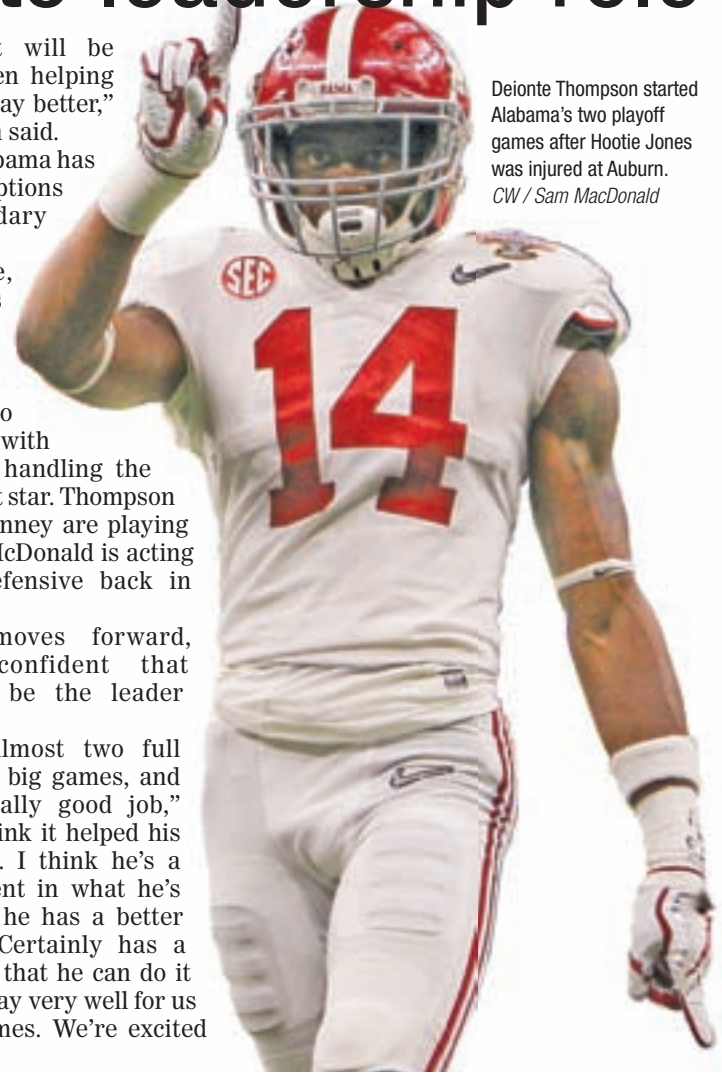 leadership role
t will be
en helping
ay better,”
n said.
bama has
ptions
dary
e,
s
o
with
handling the
t star. Thompson
nney are playing
McDonald is acting
efensive back in
moves forward,
confident that
be the leader
lmost two full
big games, and
ally good job,”
ink it helped his
. I think he’s a
ent in what he’s
he has a better
Certainly has a
that he can do it
ay very well for us
mes. We’re excited
Deionte Thompson started
Alabama’s two playoff
games after Hootie Jones
was injured at Auburn.
CW / Sam MacDonald
BAMA
SEC
14